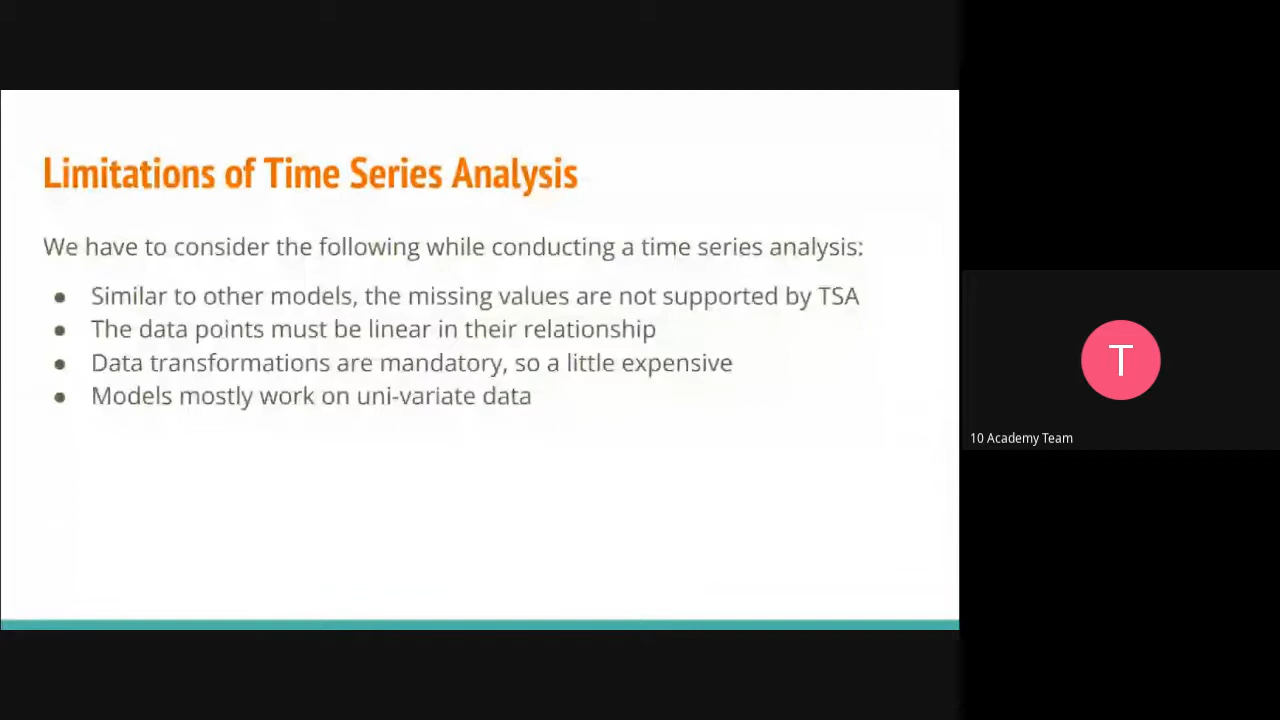 Limitations of Time Series Analysis
We have to consider the following while conducting a time series analysis:
● Similar to other models, the missing values are not supported by TSA
● The data points must be linear in their relationship
● Data transformations are mandatory, so a little expensive
● Models mostly work on uni-variate data
T
10 Academy Team